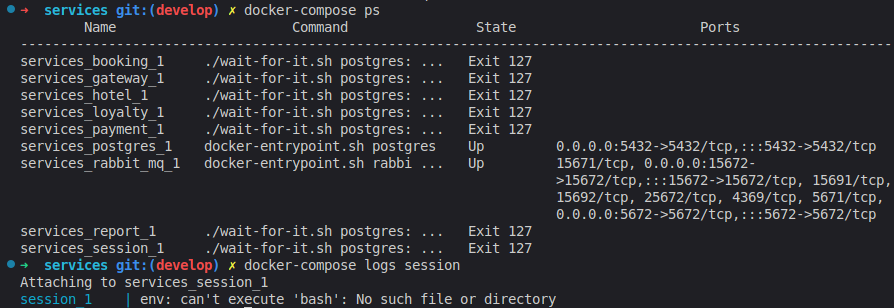 ➜ services git:(develop) ✗ docker-compose ps
Name Command State Ports
--------------------------------------------------------------------------------------------------------------
services_booking_1 ./wait-for-it.sh postgres: ... Exit 127
services_gateway_1 ./wait-for-it.sh postgres: ... Exit 127
services_hotel_1 ./wait-for-it.sh postgres: ... Exit 127
services_loyalty_1 ./wait-for-it.sh postgres: ... Exit 127
services_payment_1 ./wait-for-it.sh postgres: ... Exit 127
services_postgres_1 docker-entrypoint.sh postgres Up 0.0.0.0:5432->5432/tcp,:::5432->5432/tcp
services_rabbit_mq_1 docker-entrypoint.sh rabbi ... Up 15671/tcp, 0.0.0.0:15672-
>15672/tcp,:::15672->15672/tcp, 15691/tcp,
15692/tcp, 25672/tcp, 4369/tcp, 5671/tcp,
0.0.0.0:5672->5672/tcp,:::5672->5672/tcp
services_report_1 ./wait-for-it.sh postgres: ... Exit 127
services_session_1 ./wait-for-it.sh postgres: ... Exit 127
➜ services git:(develop) ✗ docker-compose logs session
Attaching to services_session_1
session_1 | env: can't execute 'bash': No such file or directory